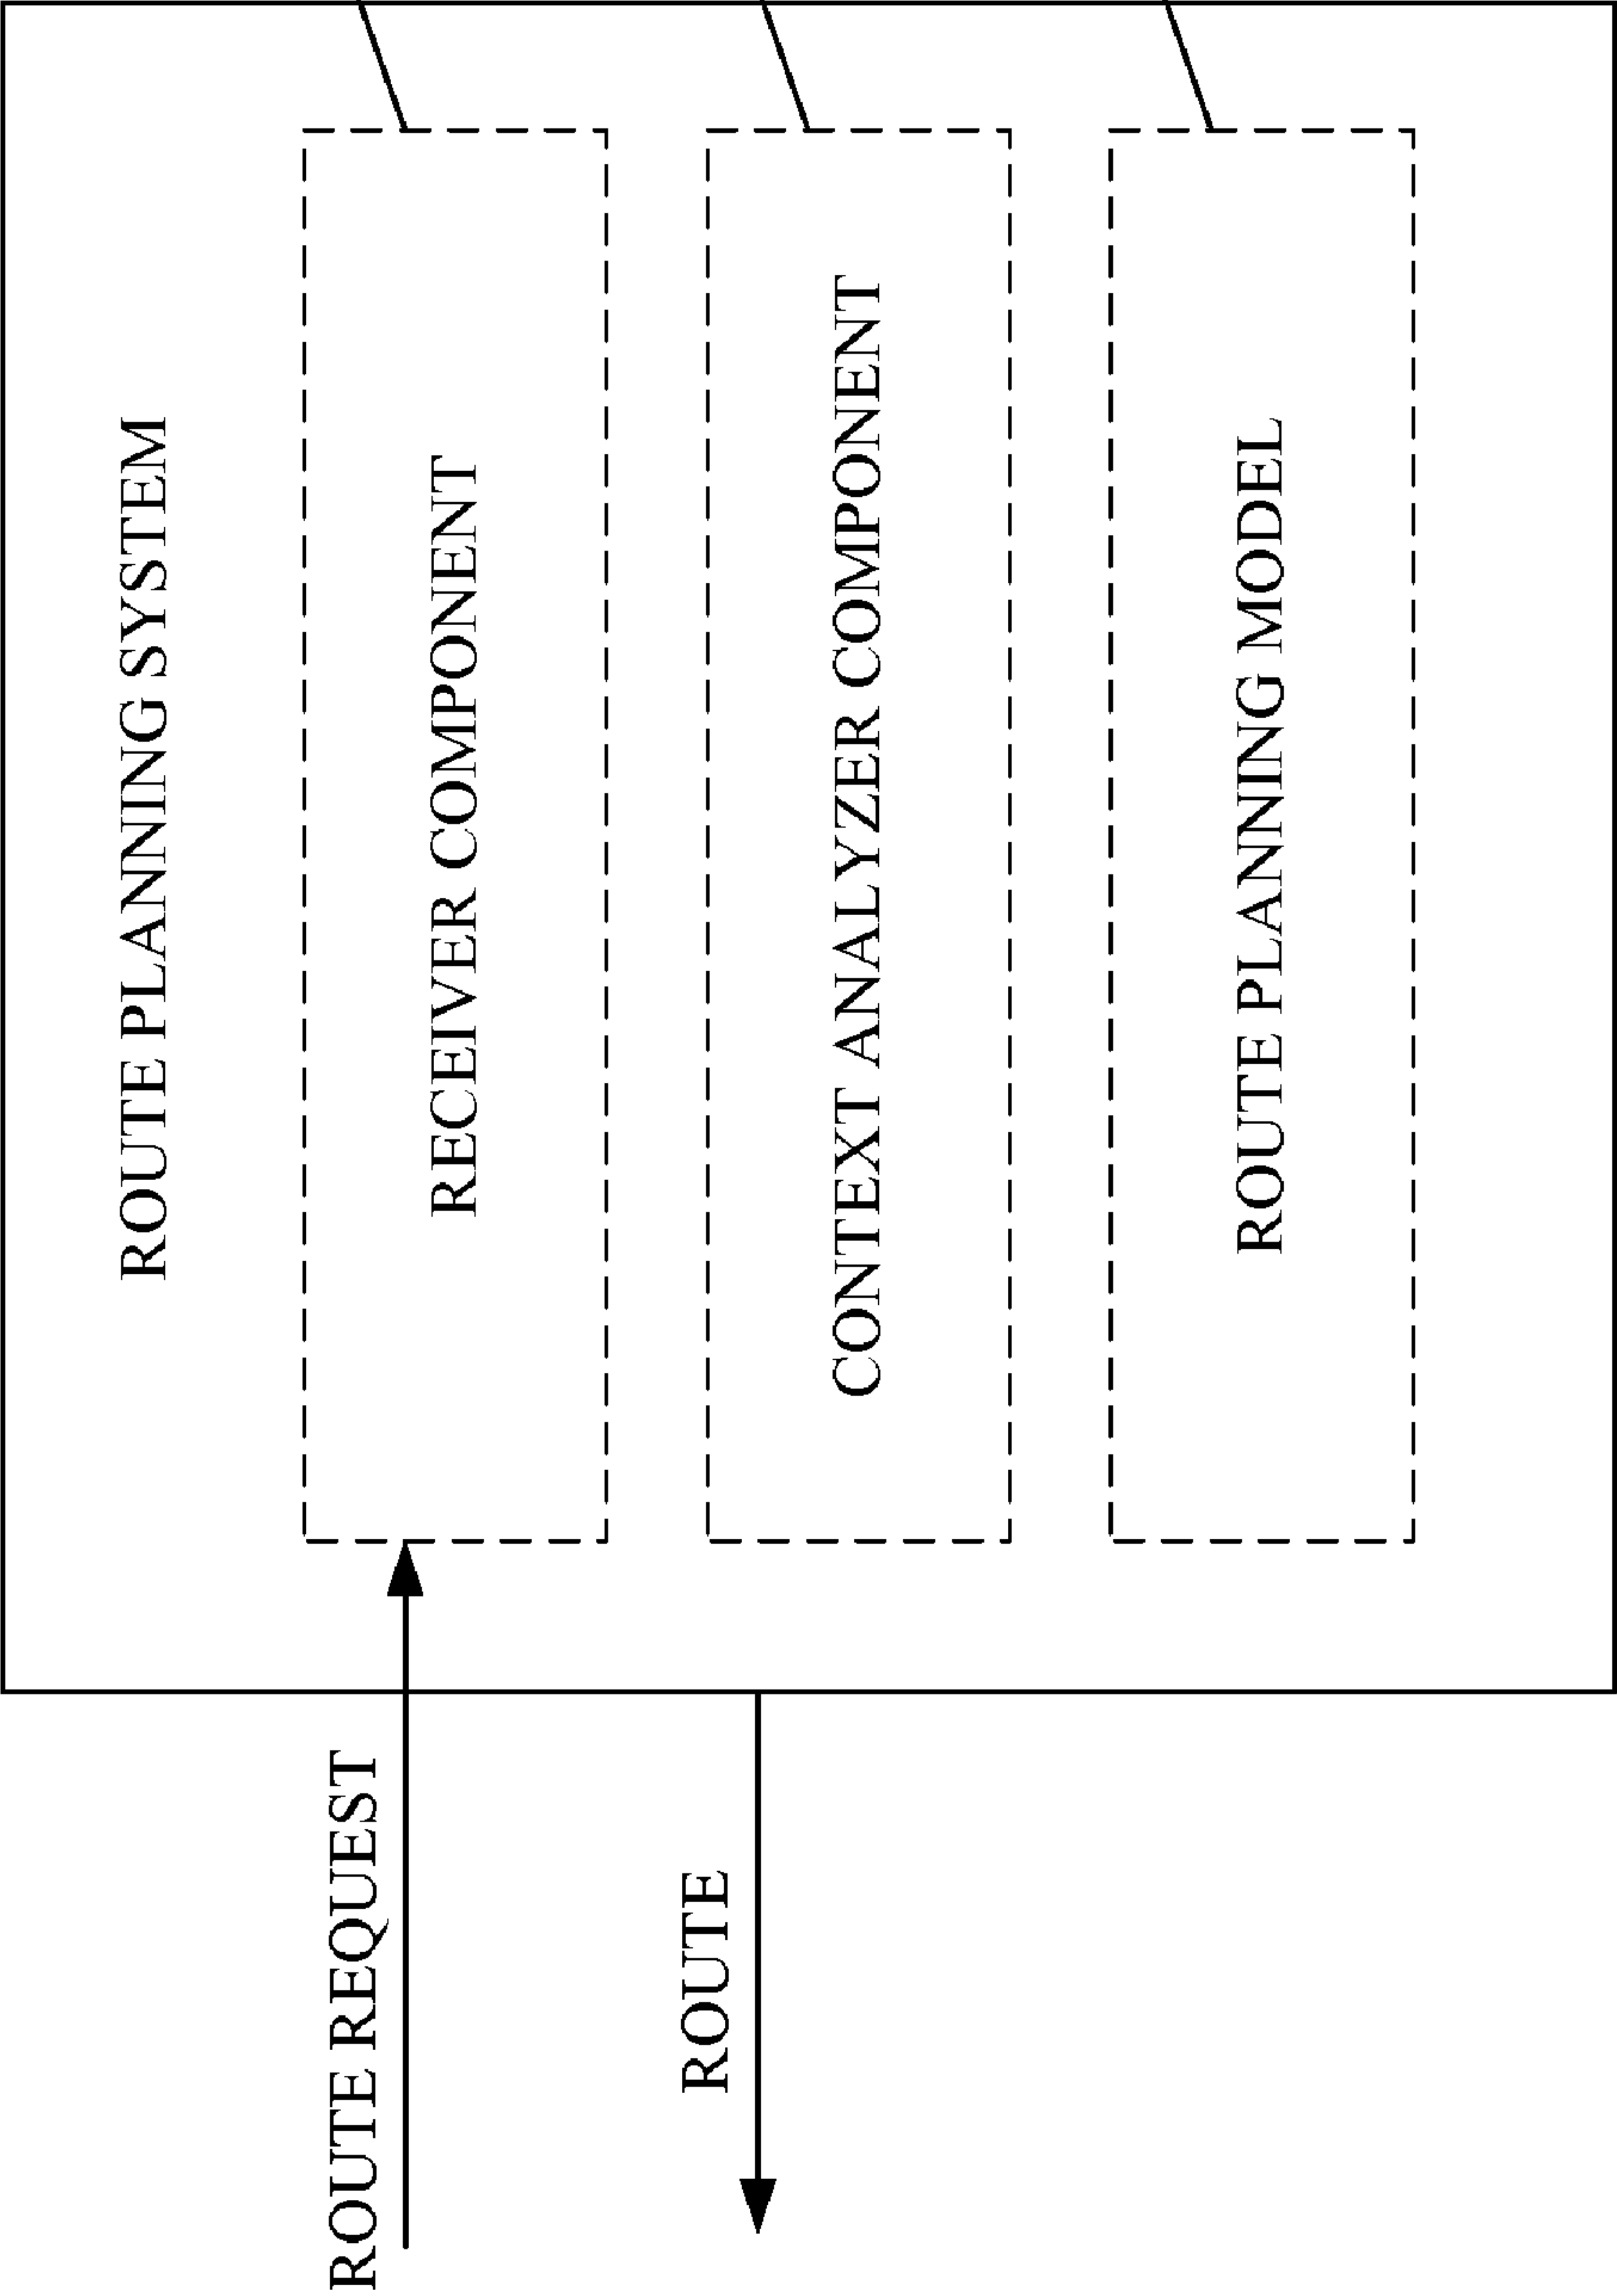 ROUTE PLANNING SYSTEM
ROUTE REQUEST
RECEIVER COMPONENT
ROUTE
CONTEXT ANALYZER COMPONENT
ROUTE PLANNING MODEL